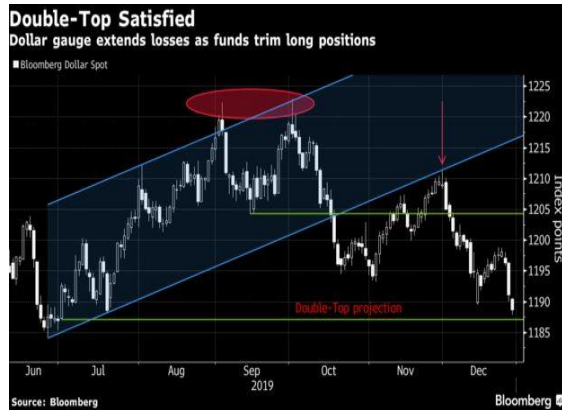 Double-Top Satisfied
Dollar gauge extends losses as funds trim long positions
Bloomberg Dollar Spot
1225
1220
1215
1210
1205
1200
1195
1190
1185
Index points
Double-Top projection
Jun Jul Aug Sep Oct Nov Dec
2019
Source: Bloomberg
Bloomberg